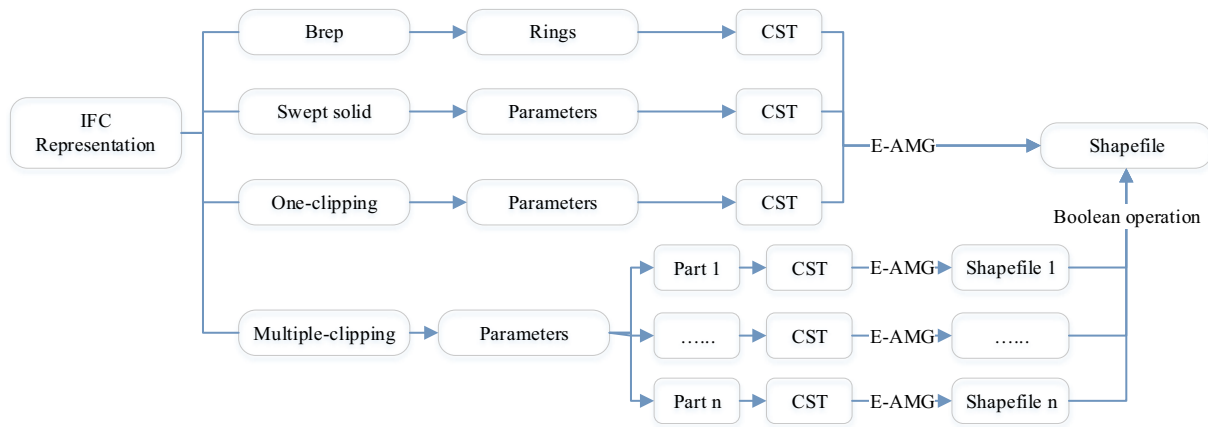 Brep
Rings
CST
IFC
Representation
Swept solid
Parameters
CST
E-AMG
Shapefile
One-clipping
Parameters
CST
Boolean operation
Part 1
CST
E-AMG
Shapefile 1
Multiple-clipping
Parameters
…...
CST
E-AMG
…...
Part n
CST
E-AMG
Shapefile n